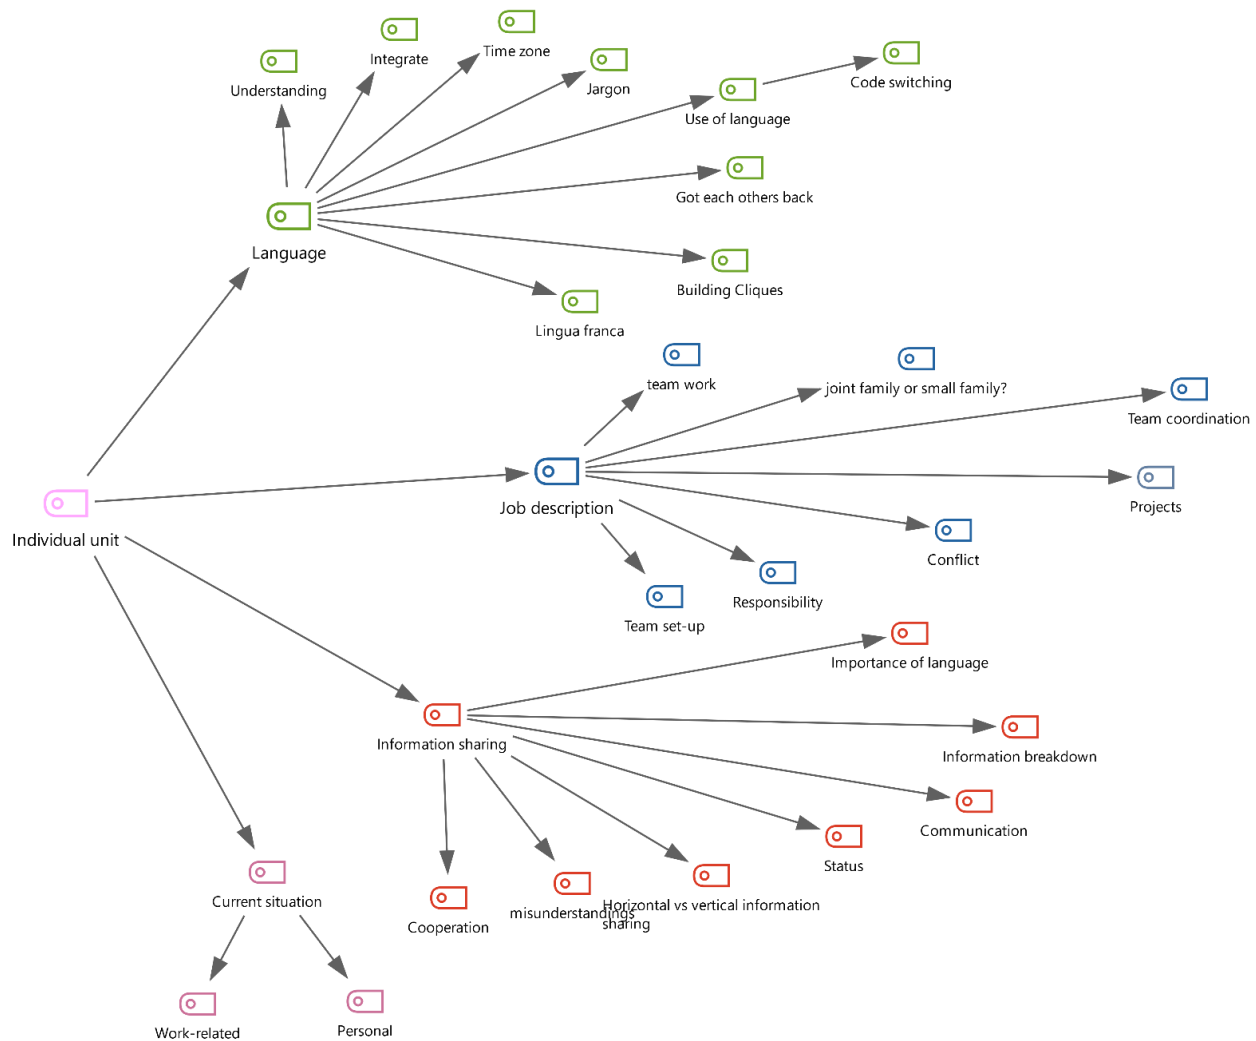 Time zone
Integrate
Understanding
Jargon
Code switching
Use of language
Got each others back
Language
Building Cliques
Lingua franca
team work
joint family or small family?
Team coordination
Job description
Projects
Individual unit
Conflict
Responsibility
Team set-up
Importance of language
Information sharing
Information breakdown
Communication
Status
Current situation
Horizontal vs vertical information
sharing
misunderstandings
Cooperation
Work-related
Personal